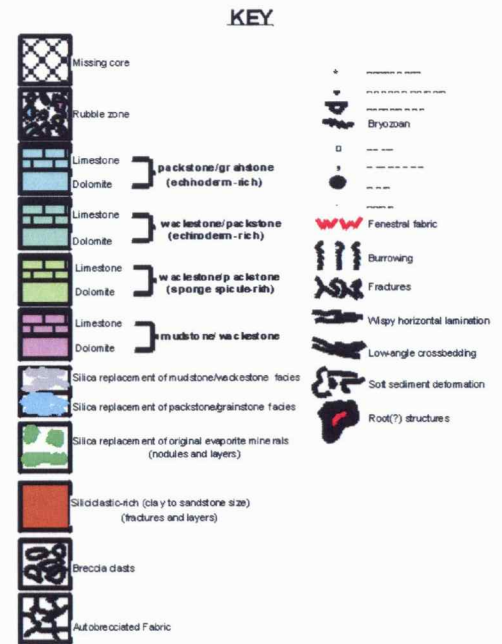 KEY
Missing core
Rubble zone
Limestone
Dolomite
packstone/grainstone
(echinoderm-rich)
Limestone
Dolomite
wackestone/packstone
(echinoderm-rich)
Limestone
Dolomite
wackestone/packstone
(sponge spicule-rich)
Limestone
Dolomite
mudstone/wackestone
Silica replacement of mudstone/wackestone facies
Silica replacement of packstone/grainstone facies
Silica replacement of original evaporite minerals
(nodules and layers)
Siliciclastic-rich (clay to sandstone size)
(fractures and layers)
Breccia clasts
Autobrecciated Fabric
Bryozoan
Fenestral fabric
Burrowing
Fractures
Wispy horizontal lamination
Low-angle crossbedding
Soft sediment deformation
Root(?) structures